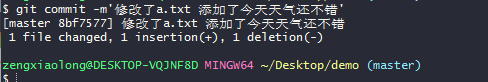 $ git commit -m'修改了a.txt 添加了今天天气还不错'
[master 8bf7577] 修改了a.txt 添加了今天天气还不错
 1 file changed, 1 insertion(+), 1 deletion(-)
zengxiaolong@DESKTOP-VQJNF8D MINGW64 ~/Desktop/demo (master)
$